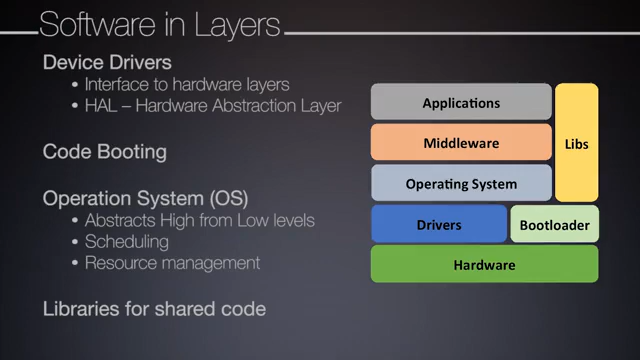 Software in Layers
Device Drivers
• Interface to hardware layers
• HAL – Hardware Abstraction Layer
Code Booting
Operation System (OS)
• Abstracts High from Low levels
• Scheduling
• Resource management
Libraries for shared code
Applications
Middleware
Libs
Operating System
Drivers
Bootloader
Hardware